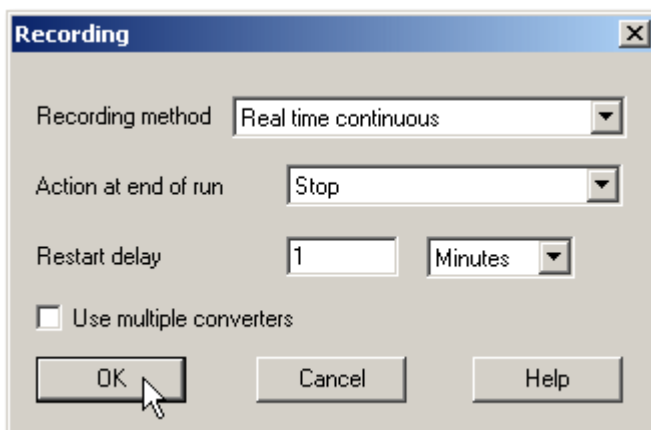 Recording
Recording method Real time continuous
Action at end of run Stop
Restart delay 1 Minutes
Use multiple converters
OK Cancel Help